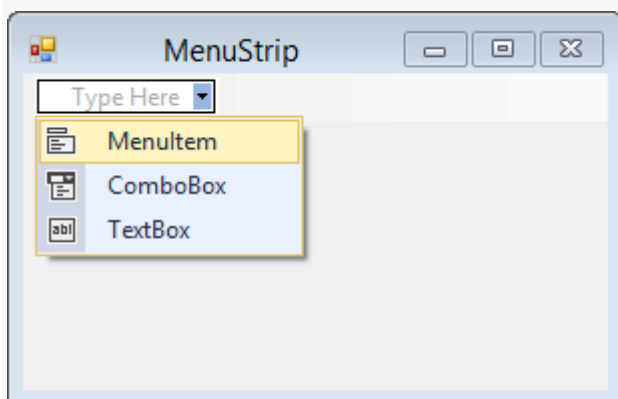 MenuStrip
Type Here
MenuItem
ComboBox
abl TextBox